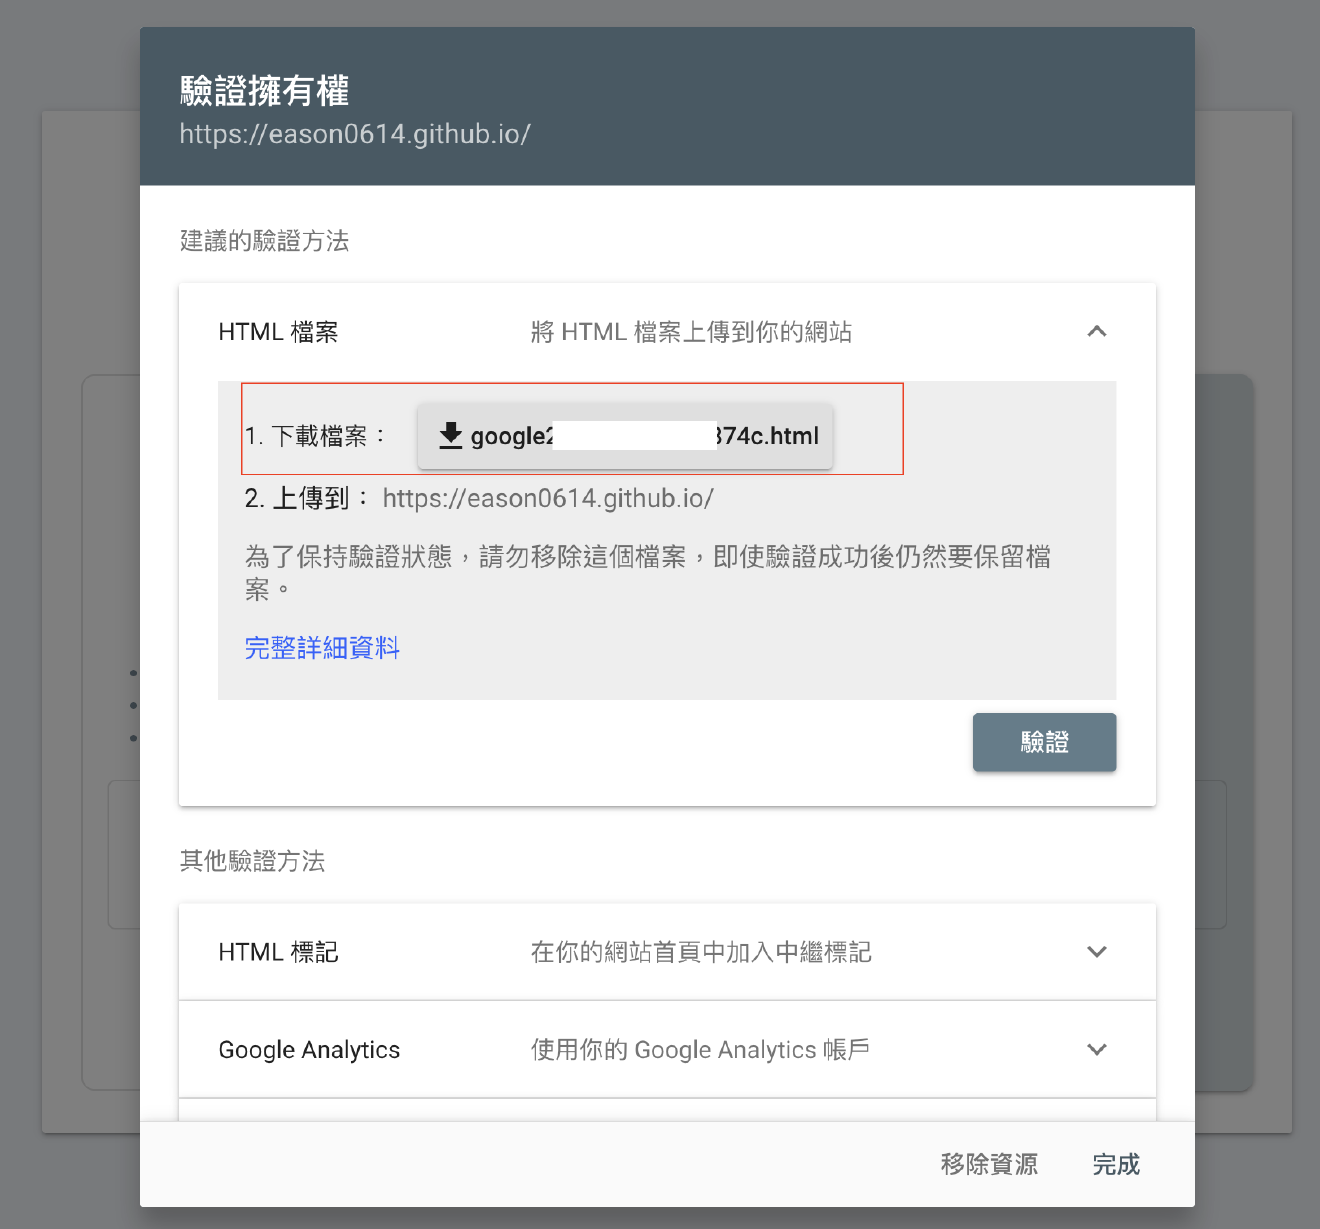 驗證擁有權
https://eason0614.github.io/
建議的驗證方法
HTML 檔案 將 HTML 檔案上傳到你的網站
1. 下載檔案： google2 374c.html
2. 上傳到： https://eason0614.github.io/
為了保持驗證狀態，請勿移除這個檔案，即使驗證成功後仍然要保留檔
案。
完整詳細資料
驗證
其他驗證方法
HTML 標記 在你的網站首頁中加入中繼標記
Google Analytics 使用你的 Google Analytics 帳戶
移除資源 完成